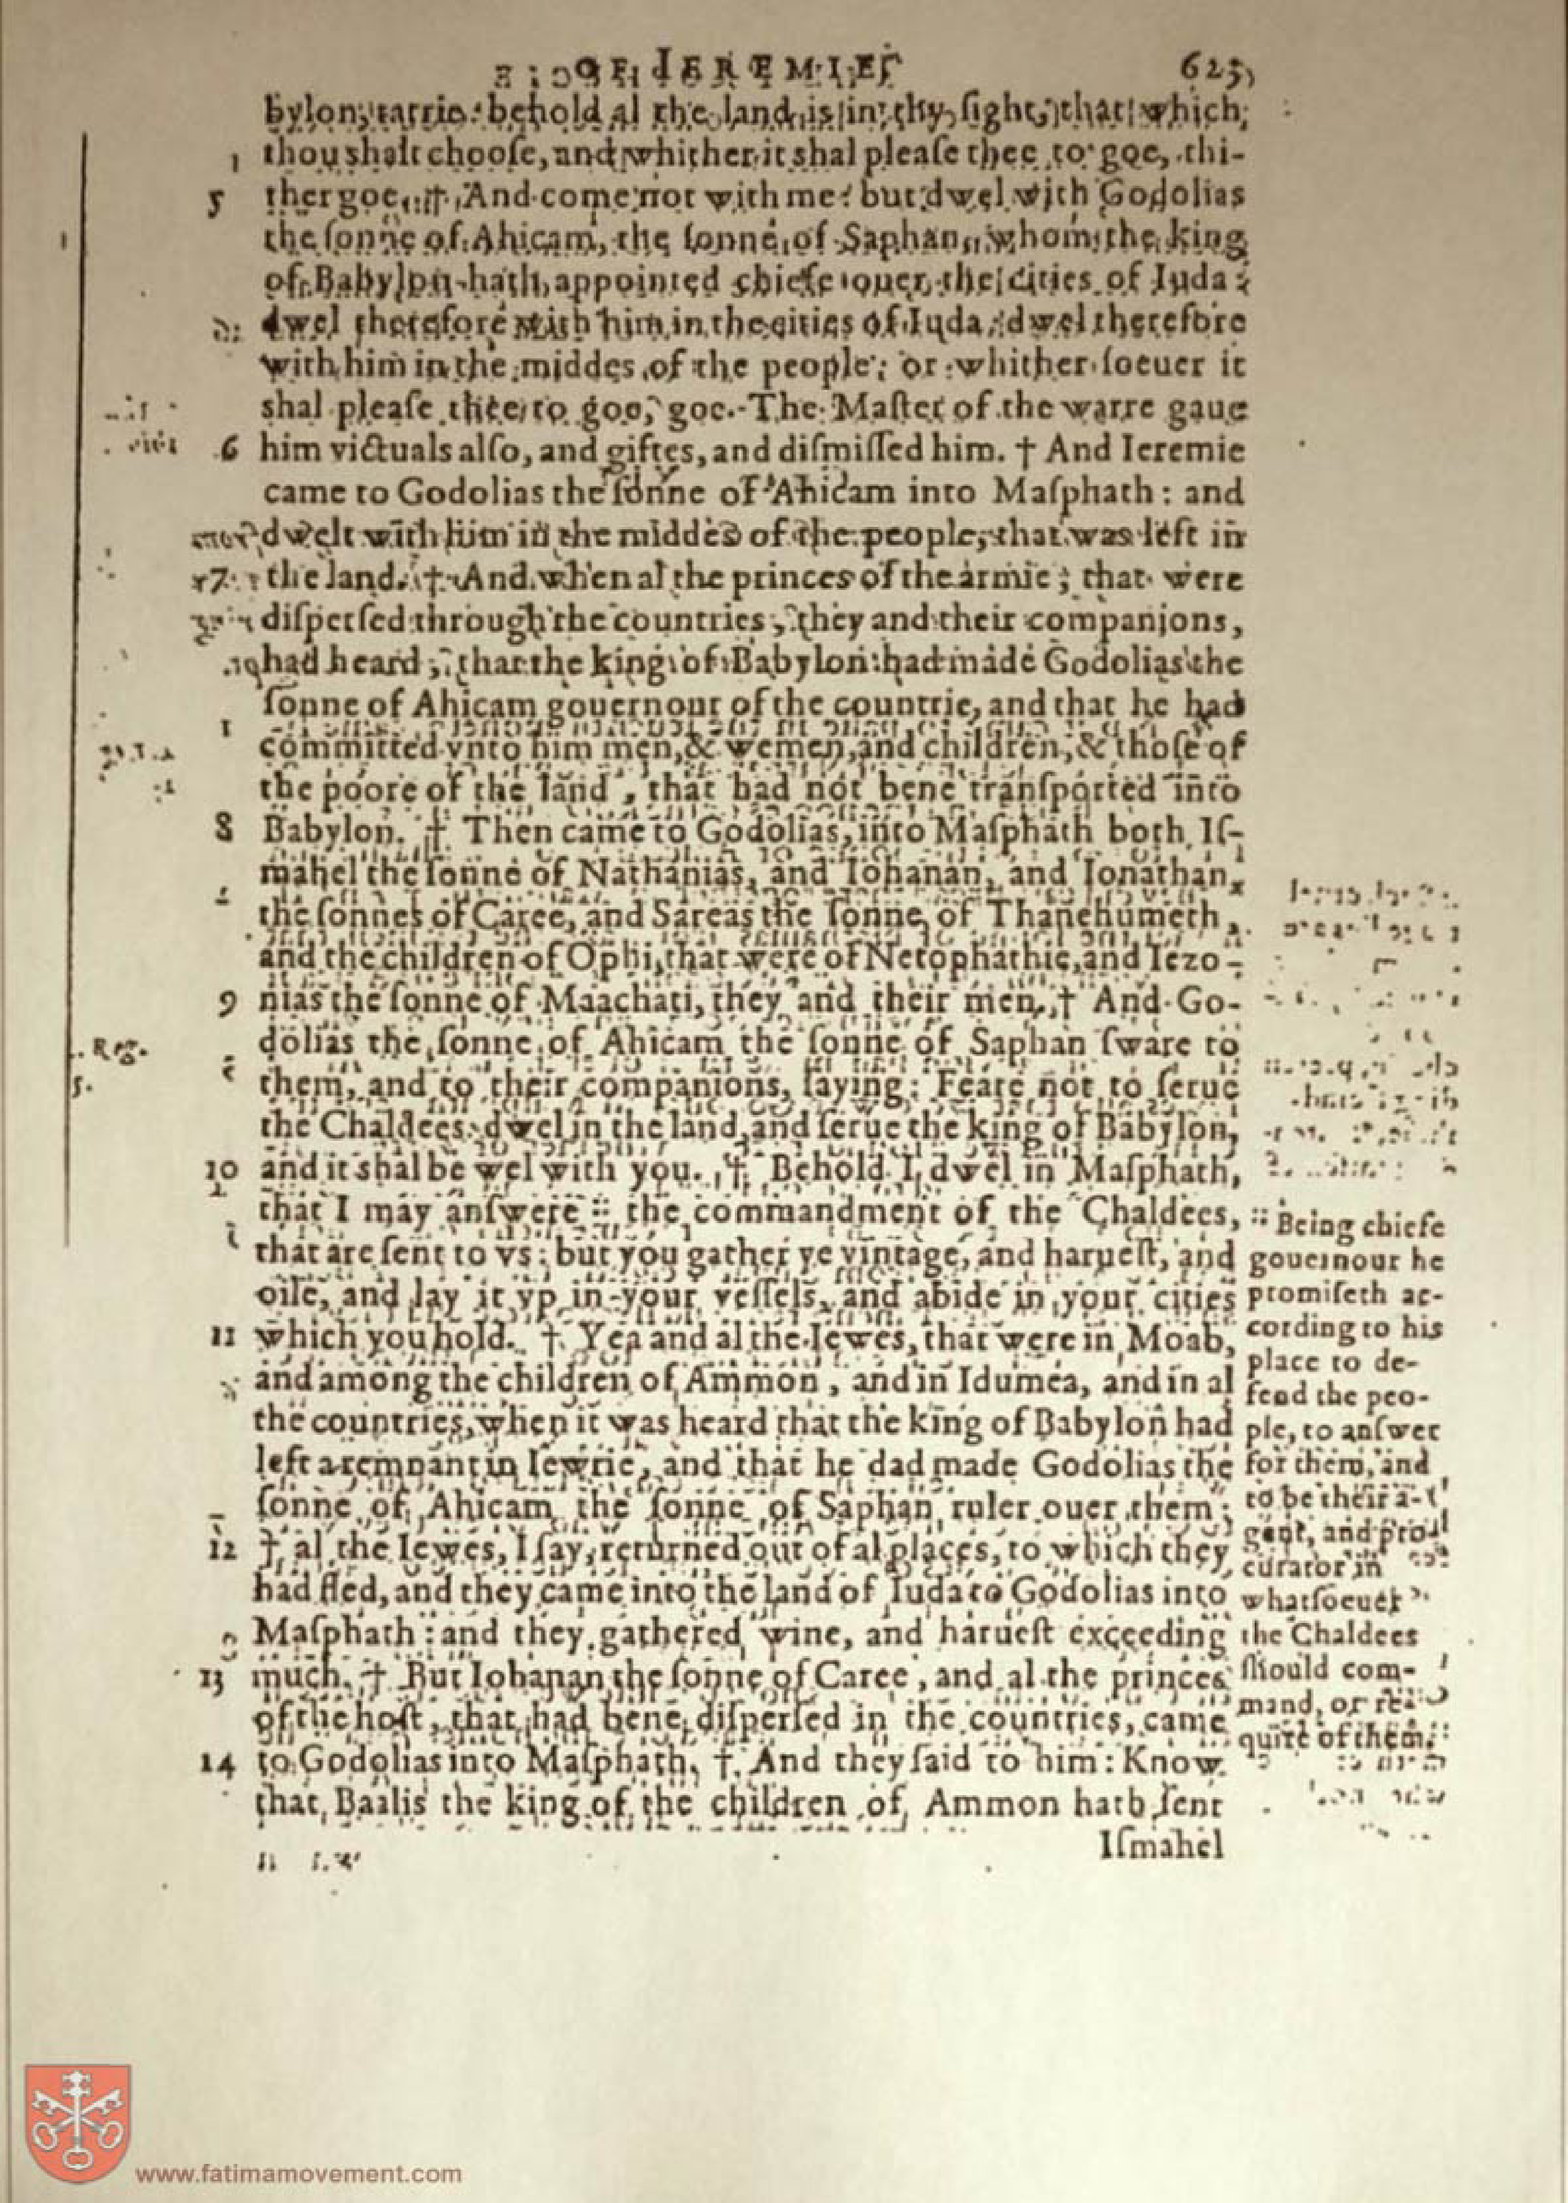 OF IEREMIE. 625
bylon, tarrie: behold al the land is in thy sight, that which
thou shalt choose, and whither it shal please thee to goe, thi-
5 ther goe. † And come not with me: but dwel with Godolias
the sonne of Ahicam, the sonne of Saphan, whom the king
of Babylon hath appointed chiefe ouer the cities of Iuda:
dwel therefore with him in the cities of Iuda: dwel therefore
with him in the middes of the people: or whither soeuer it
shal please thee to goe, goe. The Master of the warre gaue
6 him victuals also, and giftes, and dismissed him. † And Ieremie
came to Godolias the sonne of Ahicam into Masphath: and
dwelt with him in the middes of the people, that was left in
7 the land. † And when al the princes of the armie, that were
dispersed through the countries, they and their companions,
had heard, that the king of Babylon had made Godolias the
sonne of Ahicam gouernour of the countrie, and that he had
committed vnto him men, & wemen, and children, & those of
the poore of the land, that had not bene transported into
8 Babylon. † Then came to Godolias, into Masphath both Is-
mahel the sonne of Nathanias, and Iohanan, and Ionathan,
the sonnes of Caree, and Sareas the sonne of Thanehumeth,
and the children of Ophi, that were of Netophathie, and Iezo-
9 nias the sonne of Maachati, they and their men. † And Go-
dolias the sonne of Ahicam the sonne of Saphan sware to
them, and to their companions, saying: Feare not to serue
the Chaldees: dwel in the land, and serue the king of Babylon,
10 and it shal be wel with you. † Behold I dwel in Masphath,
that I may answere :: the commandment of the Chaldees,
that are sent to vs: but you gather ye vintage, and haruest, and
oile, and lay it vp in your vessels, and abide in your cities
11 which you hold. † Yea and al the Iewes, that were in Moab,
and among the children of Ammon, and in Idumea, and in al
the countries, when it was heard that the king of Babylon had
left a remnant in Iewrie, and that he dad made Godolias the
sonne of Ahicam the sonne of Saphan ruler ouer them:
12 † al the Iewes, I say, returned out of al places, to which they
had fled, and they came into the land of Iuda to Godolias into
Masphath: and they gathered wine, and haruest exceeding
13 much. † But Iohanan the sonne of Caree, and al the princes
of the host, that had bene dispersed in the countries, came
14 to Godolias into Masphath, † And they said to him: Know
that Baalis the king of the children of Ammon hath sent
Ismahel
:: Being chiefe
gouernour he
promiseth ac-
cording to his
place to de-
fend the peo-
ple, to answer
for them, and
to be their a-
gent, and pro-
curator in
whatsoeuer
the Chaldees
should com-
mand, or re-
quire of them.
. Reg.
www.fatimamovement.com